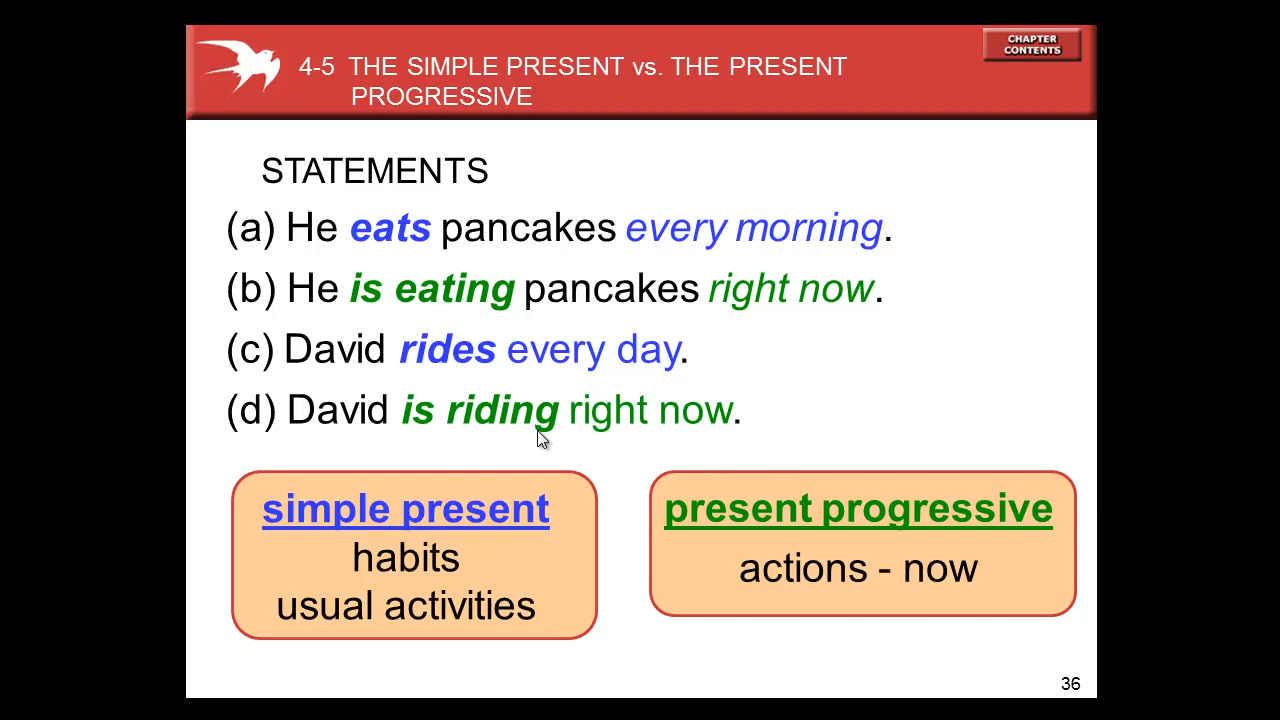 CHAPTER
CONTENTS
4-5 THE SIMPLE PRESENT vs. THE PRESENT
PROGRESSIVE
STATEMENTS
(a) He eats pancakes every morning.
(b) He is eating pancakes right now.
(c) David rides every day.
(d) David is riding right now.
simple present
habits
usual activities
present progressive
actions - now
36